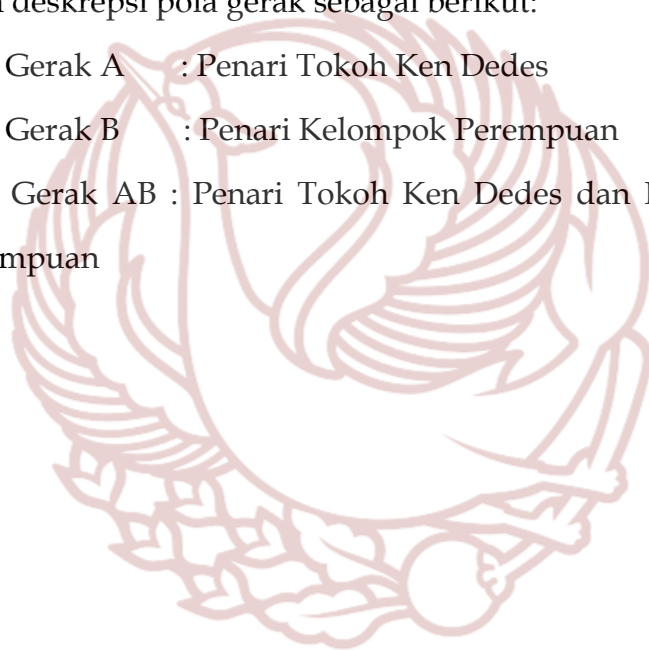 deskrepsi pola gerak sebagai berikut:
Gerak A : Penari Tokoh Ken Dedes
Gerak B : Penari Kelompok Perempuan
Gerak AB : Penari Tokoh Ken Dedes dan
mpuan